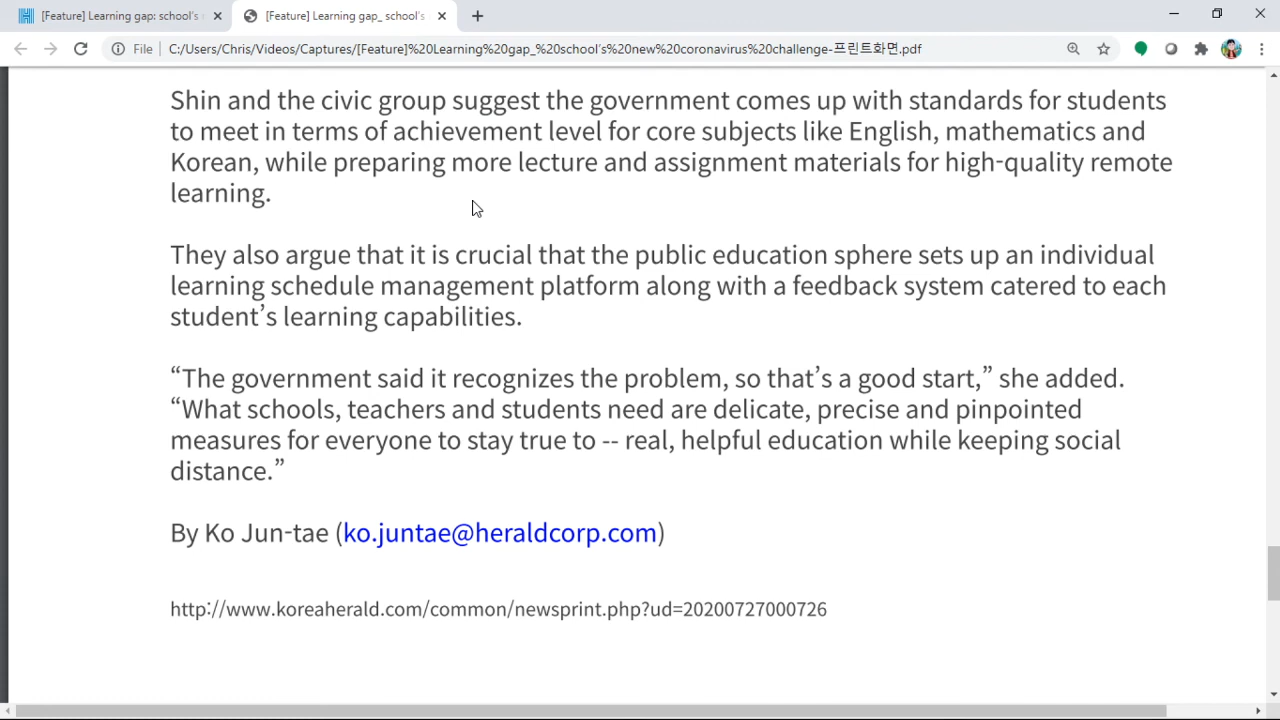 [Feature] Learning gap: school's
[Feature] Learning gap_ school's
File
C:/Users/Chris/Videos/Captures/[Feature]%20Learning%20gap_%20school's%20new%20coronavirus%20challenge-프린트화면.pdf
Shin and the civic group suggest the government comes up with standards for students
to meet in terms of achievement level for core subjects like English, mathematics and
Korean, while preparing more lecture and assignment materials for high-quality remote
learning.
They also argue that it is crucial that the public education sphere sets up an individual
learning schedule management platform along with a feedback system catered to each
student’s learning capabilities.
“The government said it recognizes the problem, so that’s a good start,” she added.
“What schools, teachers and students need are delicate, precise and pinpointed
measures for everyone to stay true to -- real, helpful education while keeping social
distance.”
By Ko Jun-tae (ko.juntae@heraldcorp.com)
http://www.koreaherald.com/common/newsprint.php?ud=20200727000726